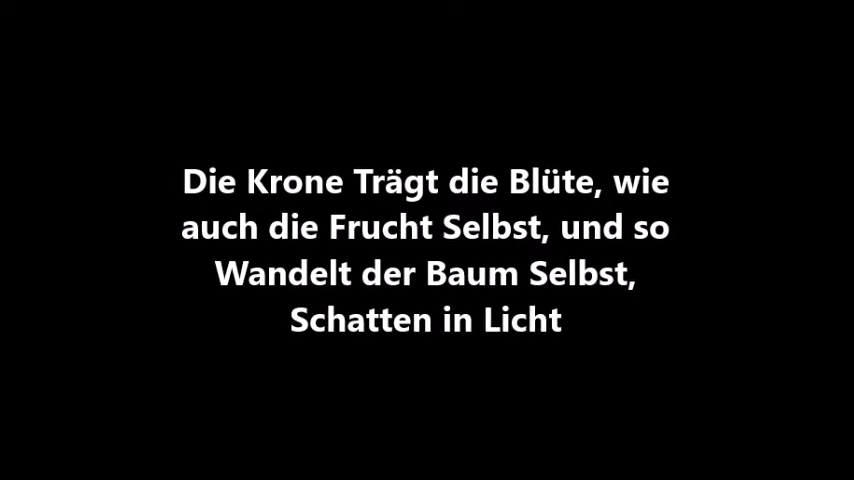 Die Krone Trägt die Blüte, wie
auch die Frucht Selbst, und so
Wandelt der Baum Selbst,
Schatten in Licht